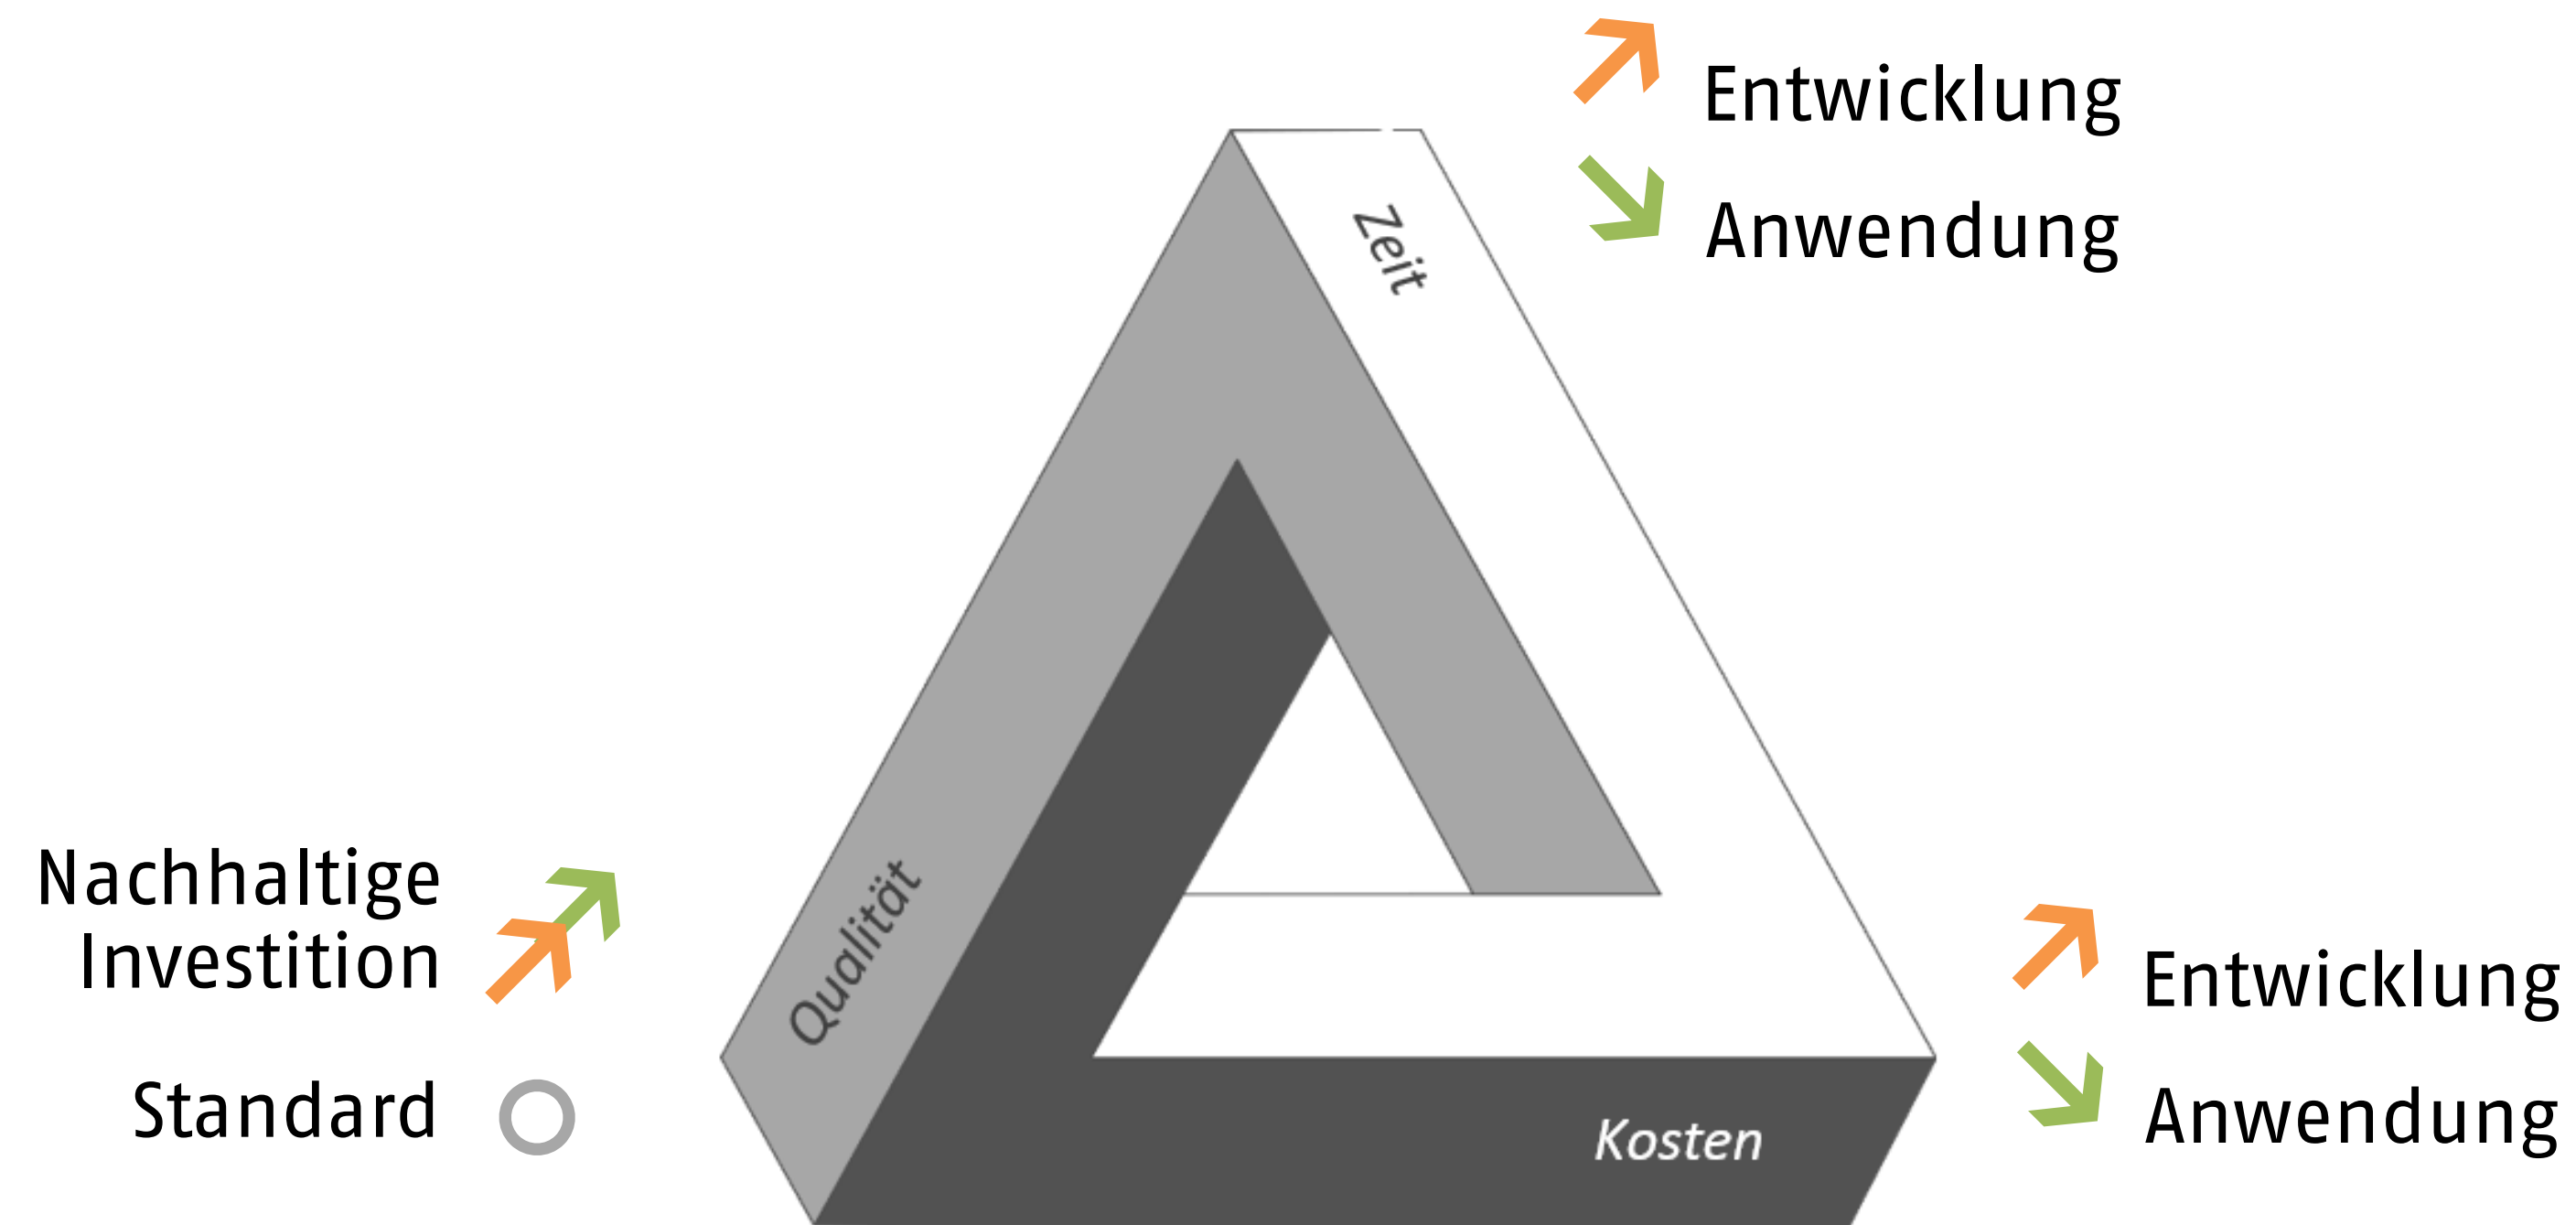 Entwicklung
Anwendung
Zeit
Nachhaltige
Investition
Standard
Qualität
Kosten
Entwicklung
Anwendung